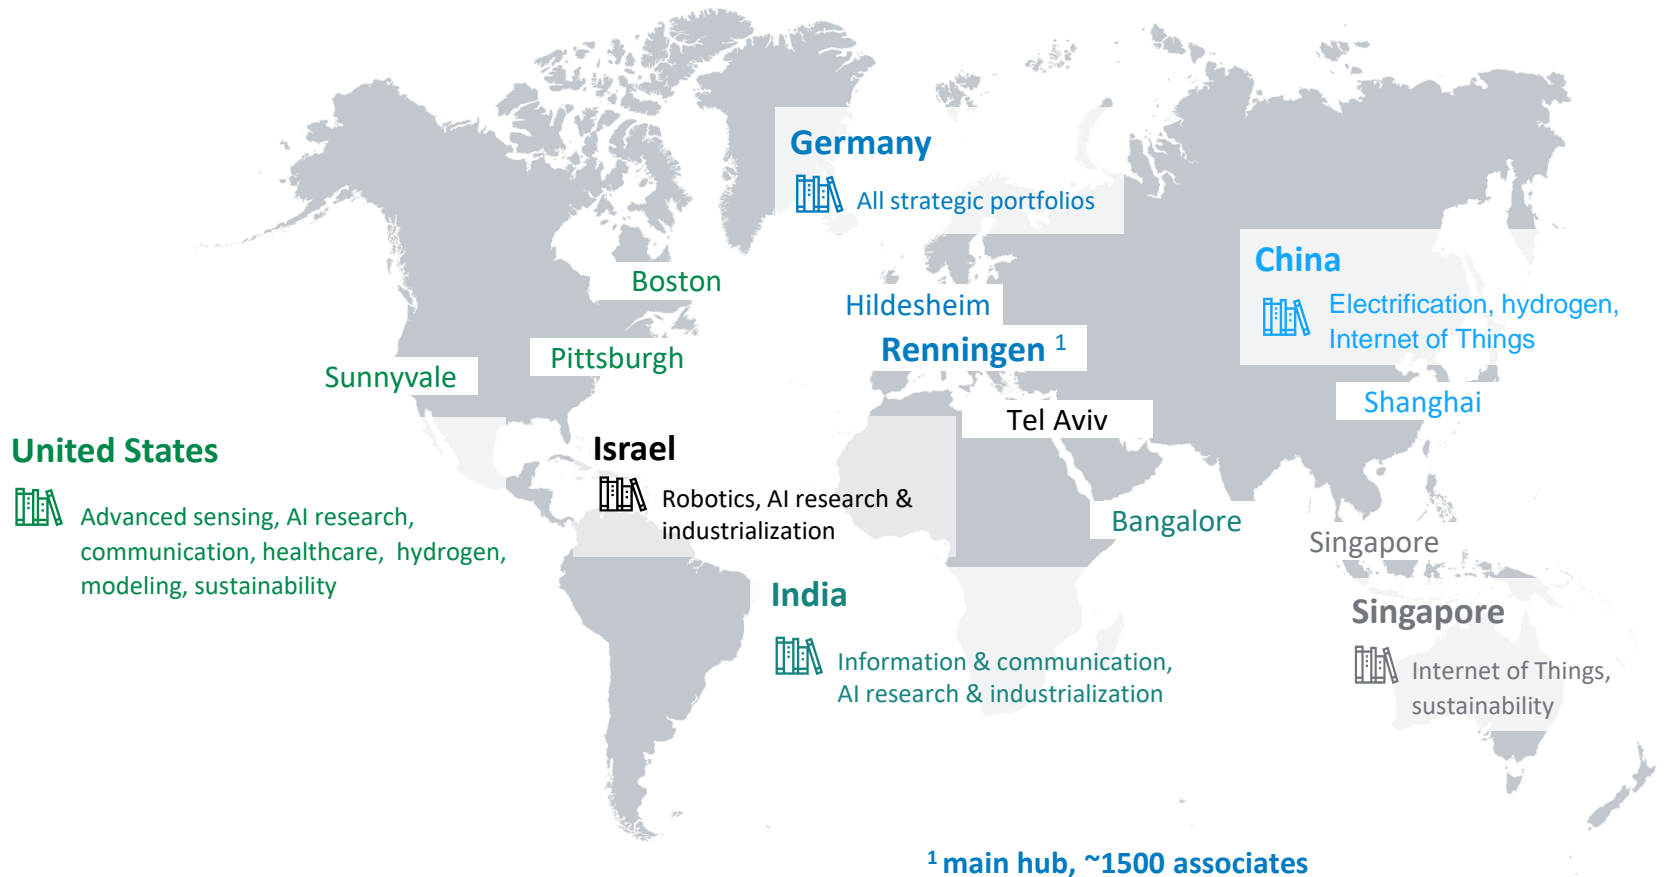 Germany
All strategic portfolios
China
Electrification, hydrogen,
Internet of Things
Boston
Hildesheim
Renningen ¹
Pittsburgh
Sunnyvale
Shanghai
Tel Aviv
United States
Advanced sensing, AI research,
communication, healthcare, hydrogen,
modeling, sustainability
Israel
Robotics, AI research &
industrialization
Bangalore
Singapore
India
Information & communication,
AI research & industrialization
Singapore
Internet of Things,
sustainability
¹ main hub, ~1500 associates